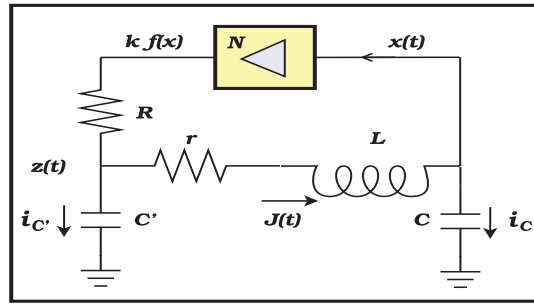 k f(x) N x(t)
R
r L
z(t)
i_C' C' J(t) C i_C